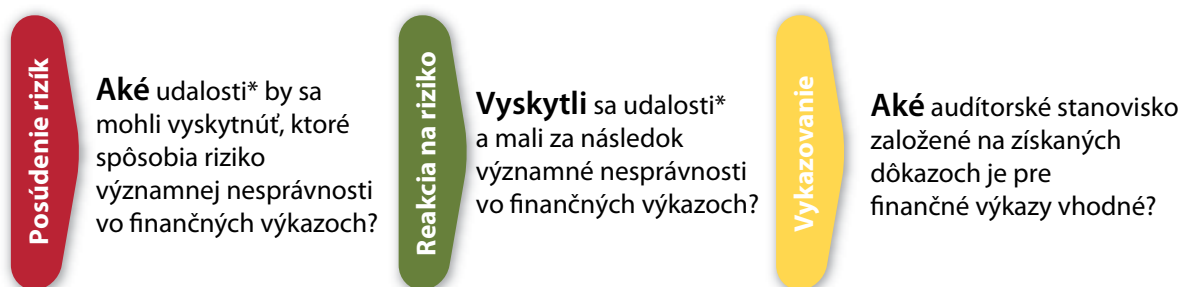 Posúdenie rizík
Aké udalosti* by sa
mohli vyskytnúť, ktoré
spôsobia riziko
významnej nesprávnosti
vo finančných výkazoch?
Reakcia na riziko
Vyskytli sa udalosti*
a mali za následok
významné nesprávnosti
vo finančných výkazoch?
Vykazovanie
Aké audítorské stanovisko
založené na získaných
dôkazoch je pre
finančné výkazy vhodné?